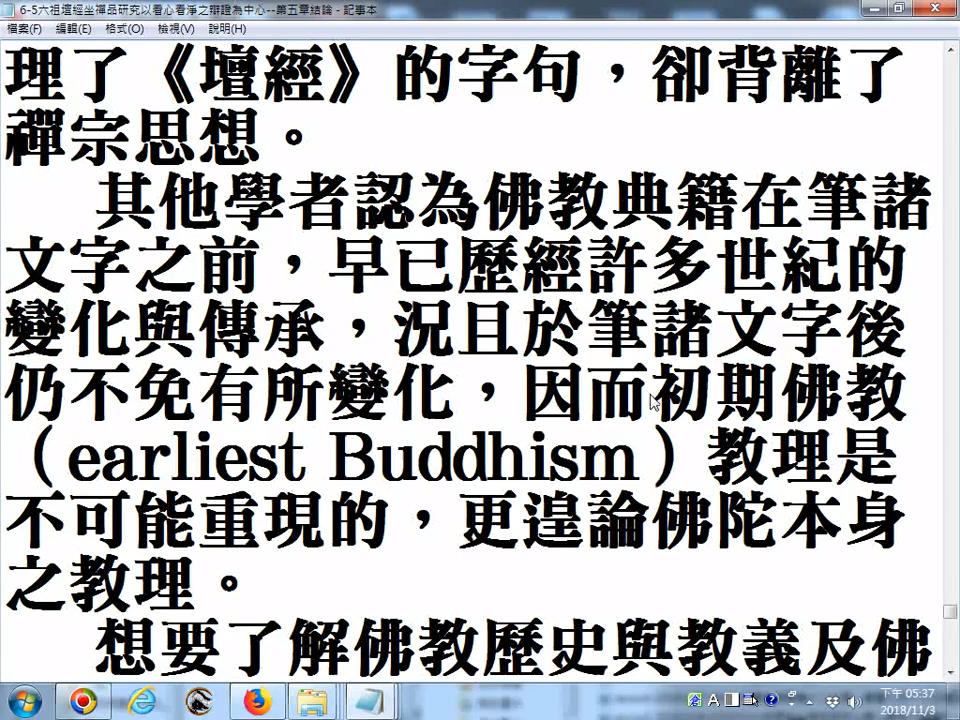 6-5六祖壇經坐禪品研究以看心看淨之辯證為中心--第五章結論 - 記事本
檔案(F) 編輯(E) 格式(O) 檢視(V) 說明(H)
理了《壇經》的字句，卻背離了
禪宗思想。
其他學者認為佛教典籍在筆諸
文字之前，早已歷經許多世紀的
變化與傳承，況且於筆諸文字後
仍不免有所變化，因而初期佛教
（earliest Buddhism）教理是
不可能重現的，更遑論佛陀本身
之教理。
想要了解佛教歷史與教義及佛
下午 05:37
2018/11/3